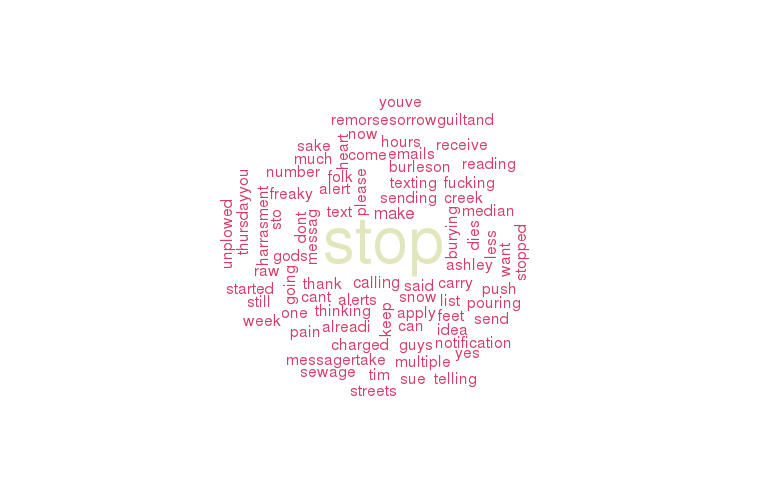 youve
remorsesorrowguiltand
now
hours
sake
heart
receive
much
come
emails
burleson
reading
number
folk
texting
fucking
freaky
alert
please
sending
creek
thursdayyou
harrasment
sto
text
make
median
unplowed
dont
messag
stop
burying
dies
less
want
stopped
gods
raw
ashley
going
thank
calling
said
carry
push
started
still
cant
alerts
snow
list
pouring
one
thinking
keep
apply
feet
send
week
pain
alreadi
can
idea
charged
guys
notification
messagertake
multiple
yes
sewage
tim
sue
telling
streets